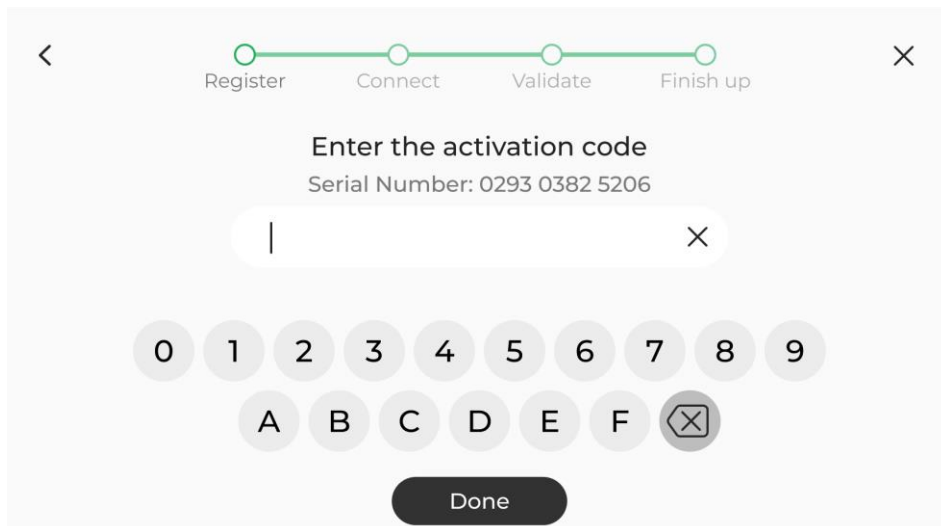 Register Connect Validate Finish up
Enter the activation code
Serial Number: 0293 0382 5206
0 1 2 3 4 5 6 7 8 9
A B C D E F
Done